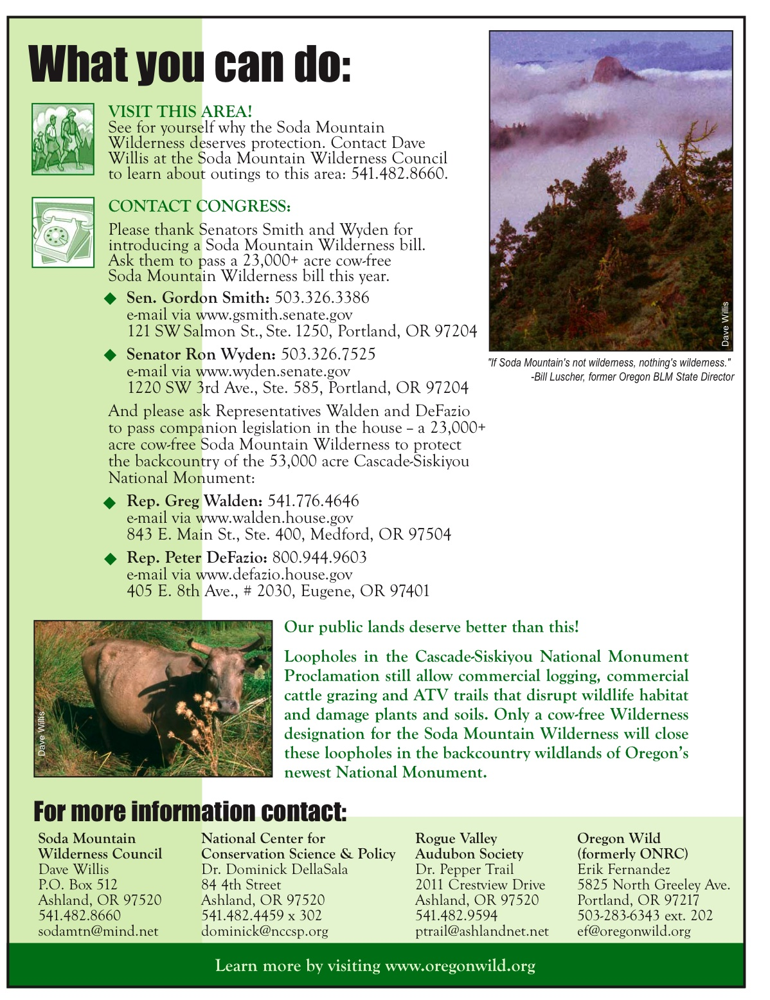 What you can do:
VISIT THIS AREA!
See for yourself why the Soda Mountain
Wilderness deserves protection. Contact Dave
Willis at the Soda Mountain Wilderness Council
to learn about outings to this area: 541.482.8660.
CONTACT CONGRESS:
Please thank Senators Smith and Wyden for
introducing a Soda Mountain Wilderness bill.
Ask them to pass a 23,000+ acre cow-free
Soda Mountain Wilderness bill this year.
◆ Sen. Gordon Smith: 503.326.3386
e-mail via www.gsmith.senate.gov
121 SW Salmon St., Ste. 1250, Portland, OR 97204
◆ Senator Ron Wyden: 503.326.7525
e-mail via www.wyden.senate.gov
1220 SW 3rd Ave., Ste. 585, Portland, OR 97204
And please ask Representatives Walden and DeFazio
to pass companion legislation in the house – a 23,000+
acre cow-free Soda Mountain Wilderness to protect
the backcountry of the 53,000 acre Cascade-Siskiyou
National Monument:
◆ Rep. Greg Walden: 541.776.4646
e-mail via www.walden.house.gov
843 E. Main St., Ste. 400, Medford, OR 97504
◆ Rep. Peter DeFazio: 800.944.9603
e-mail via www.defazio.house.gov
405 E. 8th Ave., # 2030, Eugene, OR 97401
Dave Willis
"If Soda Mountain's not wilderness, nothing's wilderness."
-Bill Luscher, former Oregon BLM State Director
Dave Willis
Our public lands deserve better than this!
Loopholes in the Cascade-Siskiyou National Monument
Proclamation still allow commercial logging, commercial
cattle grazing and ATV trails that disrupt wildlife habitat
and damage plants and soils. Only a cow-free Wilderness
designation for the Soda Mountain Wilderness will close
these loopholes in the backcountry wildlands of Oregon's
newest National Monument.
For more information contact:
Soda Mountain
Wilderness Council
Dave Willis
P.O. Box 512
Ashland, OR 97520
541.482.8660
sodamtn@mind.net
National Center for
Conservation Science & Policy
Dr. Dominick DellaSala
84 4th Street
Ashland, OR 97520
541.482.4459 x 302
dominick@nccsp.org
Rogue Valley
Audubon Society
Dr. Pepper Trail
2011 Crestview Drive
Ashland, OR 97520
541.482.9594
ptrail@ashlandnet.net
Oregon Wild
(formerly ONRC)
Erik Fernandez
5825 North Greeley Ave.
Portland, OR 97217
503-283-6343 ext. 202
ef@oregonwild.org
Learn more by visiting www.oregonwild.org